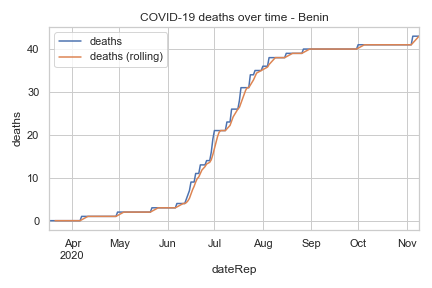 COVID-19 deaths over time - Benin
deaths
deaths (rolling)
40
30
20
10
0
deaths
Apr
2020
May
Jun
Jul
Aug
Sep
Oct
Nov
dateRep